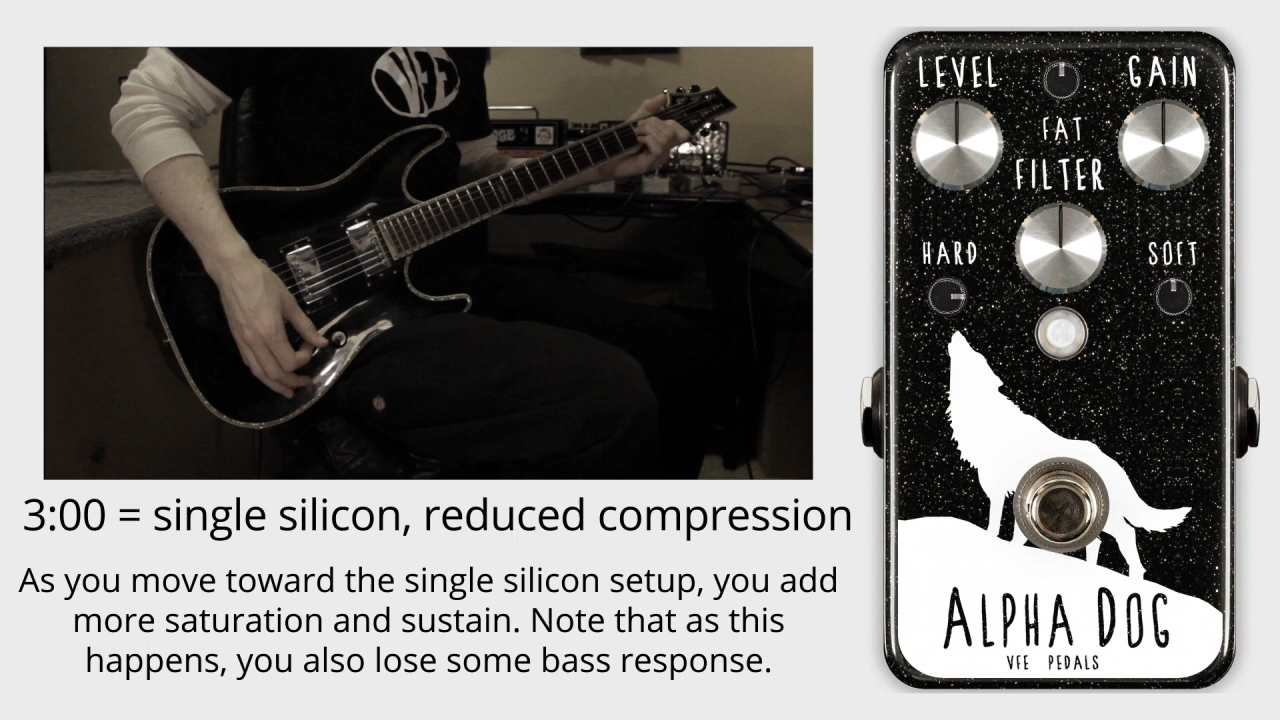 VFE
LEVEL
GAIN
FAT
FILTER
HARD
SOFT
3:00 = single silicon, reduced compression
As you move toward the single silicon setup, you add
more saturation and sustain. Note that as this
happens, you also lose some bass response.
ALPHA DOG
VFE PEDALS